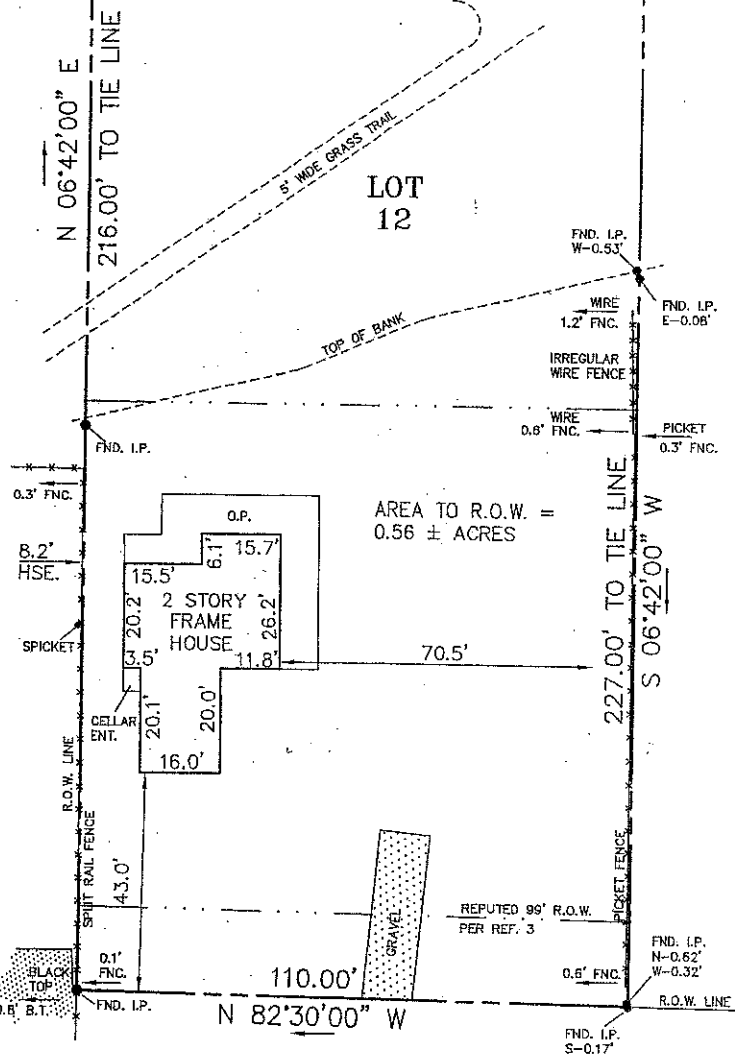 N 06°42'00" E
216.00' TO TIE LINE
5' WIDE GRASS TRAIL
LOT
12
FND. I.P.
W-0.53'
FND. I.P.
E-0.08'
WIRE
1.2' FNC.
TOP OF BANK
IRREGULAR
WIRE FENCE
WIRE
0.6' FNC.
PICKET
0.3' FNC.
FND. I.P.
0.3' FNC.
O.P.
AREA TO R.O.W. =
0.56 ± ACRES
8.2'
HSE.
15.5'
6.1'
15.7'
20.2'
2 STORY
FRAME
HOUSE
26.2'
SPICKET
3.5'
11.8'
70.5'
227.00' TO TIE LINE
S 06°42'00" W
CELLAR
ENT.
20.1'
20.0'
16.0'
R.O.W. LINE
SPLIT RAIL FENCE
43.0'
GRAVEL
PICKET FENCE
REPUTED 99' R.O.W.
PER REF. 3
FND. I.P.
N-0.62'
W-0.32'
BLACK
TOP
0.1'
FNC.
B.T.
FND. I.P.
110.00'
0.6' FNC.
R.O.W. LINE
N 82°30'00" W
FND. I.P.
S-0.17'